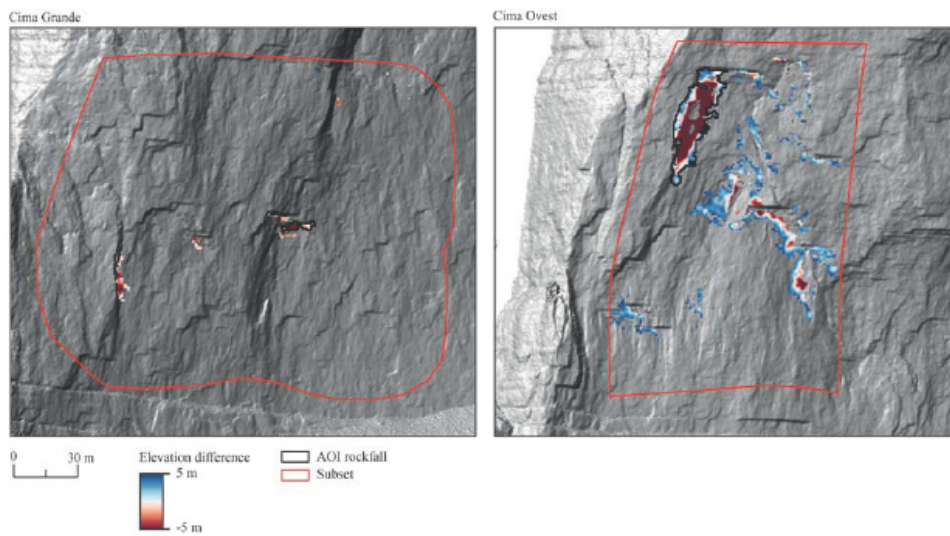 Cima Grande
Cima Ovest
0 30 m
Elevation difference
5 m
-5 m
AOI rockfall
Subset